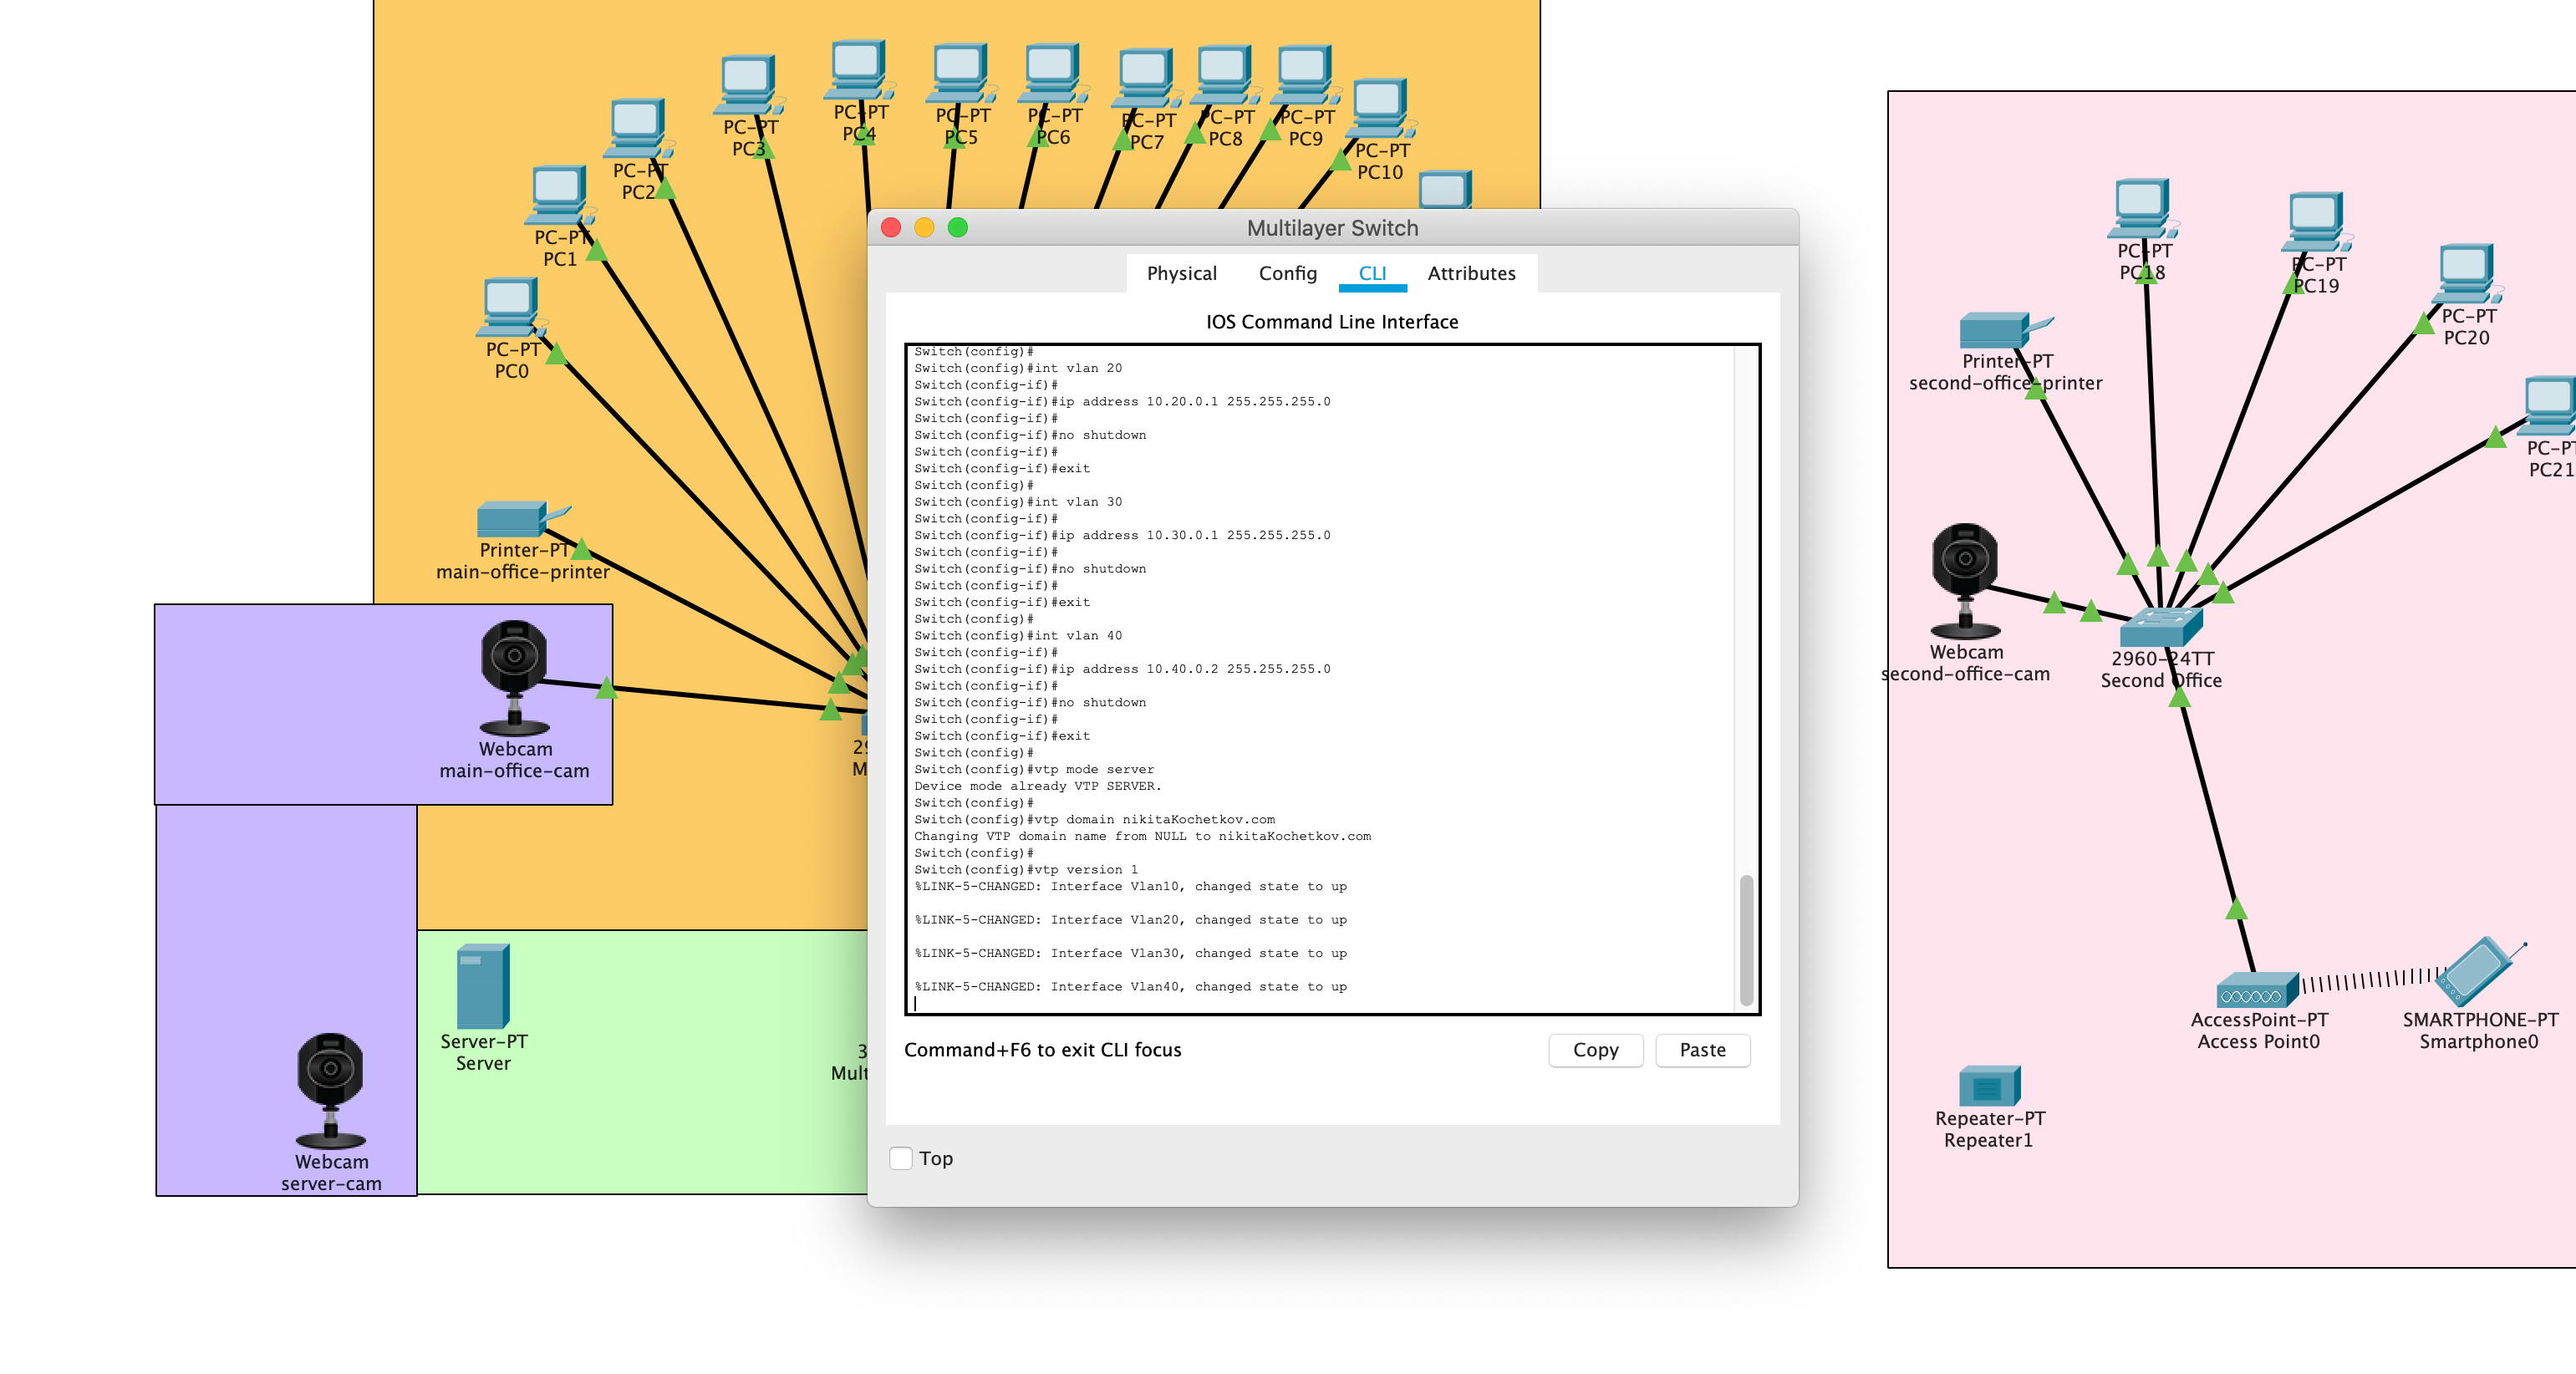 PC-PT
PC4
PC-PT
PC5
PC-PT
PC6
PC-PT
PC7
PC-PT
PC8
PC-PT
PC9
PC-PT
PC3
PC-PT
PC10
PC-PT
PC2
PC-PT
PC1
PC-PT
PC0
Printer-PT
main-office-printer
Webcam
main-office-cam
Server-PT
Server
Webcam
server-cam
Multilayer Switch
Physical
Config
CLI
Attributes
IOS Command Line Interface
Switch(config)#
Switch(config)#int vlan 20
Switch(config-if)#
Switch(config-if)#ip address 10.20.0.1 255.255.255.0
Switch(config-if)#
Switch(config-if)#no shutdown
Switch(config-if)#
Switch(config-if)#exit
Switch(config)#
Switch(config)#int vlan 30
Switch(config-if)#
Switch(config-if)#ip address 10.30.0.1 255.255.255.0
Switch(config-if)#
Switch(config-if)#no shutdown
Switch(config-if)#
Switch(config-if)#exit
Switch(config)#
Switch(config)#int vlan 40
Switch(config-if)#
Switch(config-if)#ip address 10.40.0.2 255.255.255.0
Switch(config-if)#
Switch(config-if)#no shutdown
Switch(config-if)#
Switch(config-if)#exit
Switch(config)#
Switch(config)#vtp mode server
Device mode already VTP SERVER.
Switch(config)#
Switch(config)#vtp domain nikitaKochetkov.com
Changing VTP domain name from NULL to nikitaKochetkov.com
Switch(config)#
Switch(config)#vtp version 1
%LINK-5-CHANGED: Interface Vlan10, changed state to up
%LINK-5-CHANGED: Interface Vlan20, changed state to up
%LINK-5-CHANGED: Interface Vlan30, changed state to up
%LINK-5-CHANGED: Interface Vlan40, changed state to up
Command+F6 to exit CLI focus
Copy
Paste
Top
PC-PT
PC18
PC-PT
PC19
PC-PT
PC20
PC-PT
PC21
Printer-PT
second-office-printer
Webcam
second-office-cam
2960-24TT
Second Office
AccessPoint-PT
Access Point0
SMARTPHONE-PT
Smartphone0
Repeater-PT
Repeater1